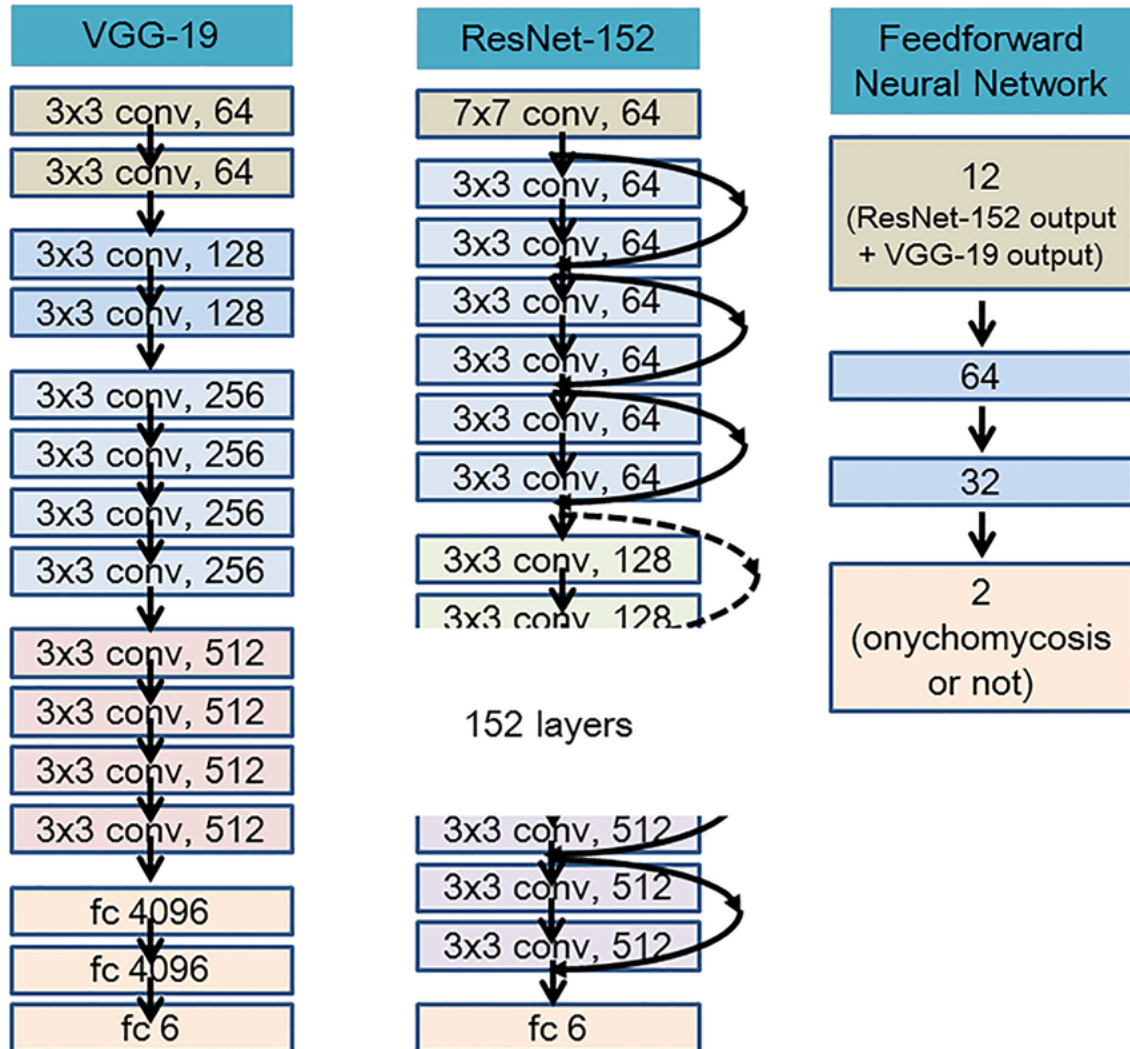 VGG-19
3x3 conv, 64
3x3 conv, 64
3x3 conv, 128
3x3 conv, 128
3x3 conv, 256
3x3 conv, 256
3x3 conv, 256
3x3 conv, 256
3x3 conv, 512
3x3 conv, 512
3x3 conv, 512
3x3 conv, 512
fc 4096
fc 4096
fc 6
ResNet-152
7x7 conv, 64
3x3 conv, 64
3x3 conv, 64
3x3 conv, 64
3x3 conv, 64
3x3 conv, 64
3x3 conv, 64
3x3 conv, 128
3x3 conv, 128
152 layers
3x3 conv, 512
3x3 conv, 512
3x3 conv, 512
fc 6
Feedforward
Neural Network
12
(ResNet-152 output
+ VGG-19 output)
64
32
2
(onychomycosis
or not)